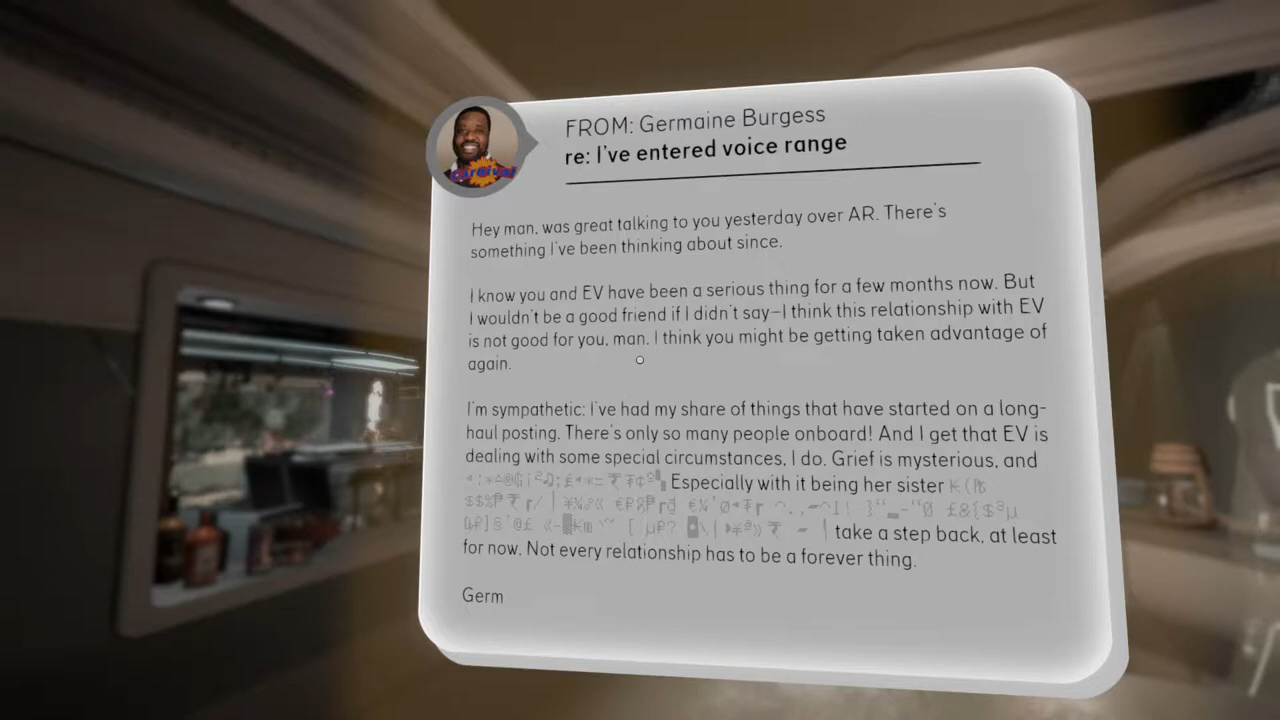 Carnival
FROM: Germaine Burgess
re: I've entered voice range
Hey man, was great talking to you yesterday over AR. There's
something I've been thinking about since.
I know you and EV have been a serious thing for a few months now. But
I wouldn't be a good friend if I didn't say—I think this relationship with EV
is not good for you, man. I think you might be getting taken advantage of
again.
I'm sympathetic: I've had my share of things that have started on a long-
haul posting. There's only so many people onboard! And I get that EV is
dealing with some special circumstances, I do. Grief is mysterious, and
Especially with it being her sister
take a step back, at least
for now. Not every relationship has to be a forever thing.
Germ